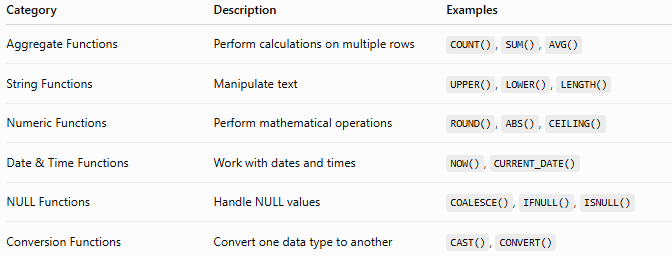 Category Description Examples
Aggregate Functions Perform calculations on multiple rows COUNT(), SUM(), AVG()
String Functions Manipulate text UPPER(), LOWER(), LENGTH()
Numeric Functions Perform mathematical operations ROUND(), ABS(), CEILING()
Date & Time Functions Work with dates and times NOW(), CURRENT_DATE()
NULL Functions Handle NULL values COALESCE(), IFNULL(), ISNULL()
Conversion Functions Convert one data type to another CAST(), CONVERT()